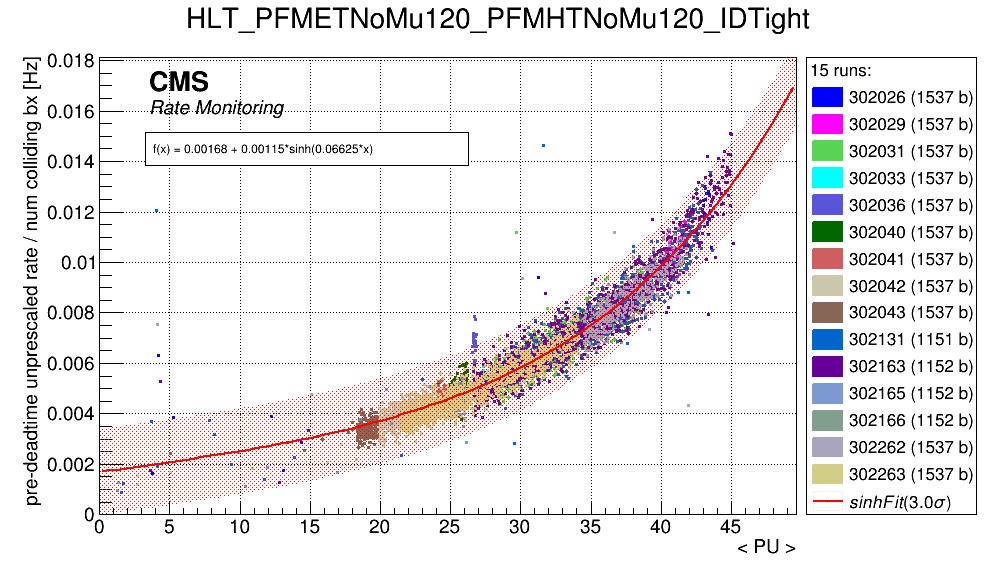 HLT_PFMETNoMu120_PFMHTNoMu120_IDTight
pre-deadtime unprescaled rate / num colliding bx [Hz]
0.018
0.016
0.014
0.012
0.01
0.008
0.006
0.004
0.002
0
CMS
Rate Monitoring
f(x) = 0.00168 + 0.00115*sinh(0.06625*x)
0 5 10 15 20 25 30 35 40 45
< PU >
15 runs:
302026 (1537 b)
302029 (1537 b)
302031 (1537 b)
302033 (1537 b)
302036 (1537 b)
302040 (1537 b)
302041 (1537 b)
302042 (1537 b)
302043 (1537 b)
302131 (1151 b)
302163 (1152 b)
302165 (1152 b)
302166 (1152 b)
302262 (1537 b)
302263 (1537 b)
sinhFit(3.0σ)